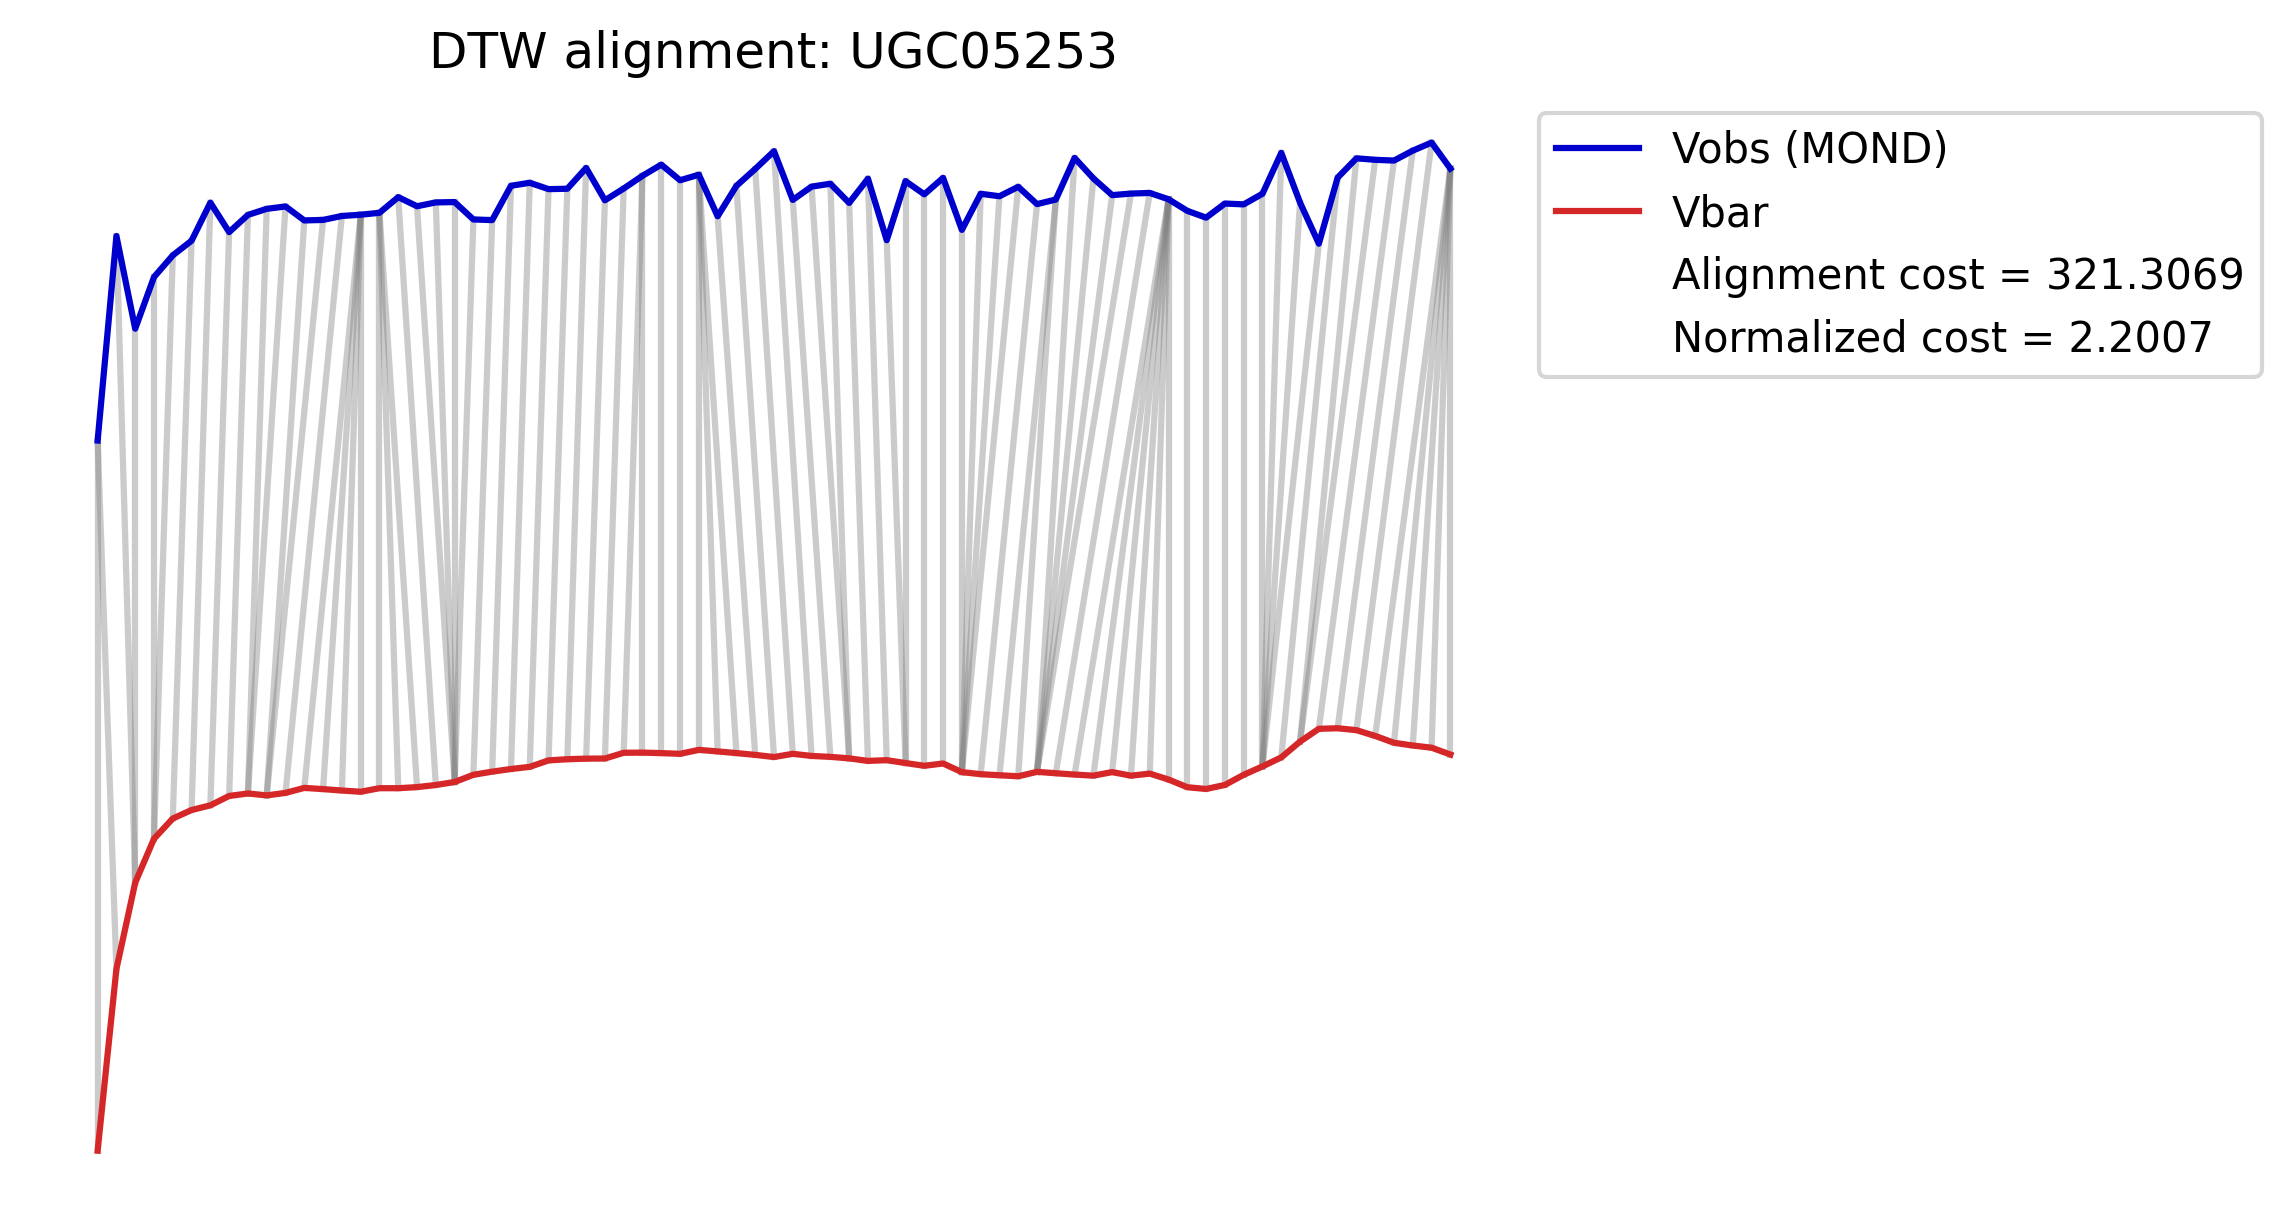 DTW alignment: UGC05253
Vobs (MOND)
Vbar
Alignment cost = 321.3069
Normalized cost = 2.2007